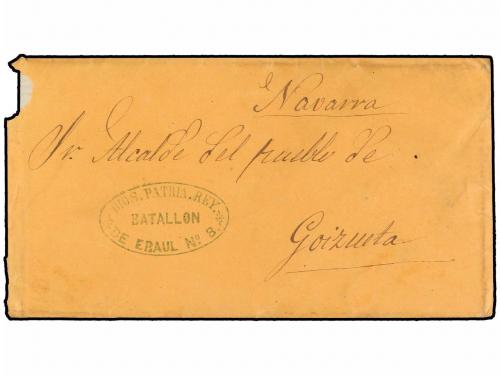 Navarra
Sr. Alcalde del pueblo de
DIOS. PATRIA. REY.
BATALLON
DE ERAUL Nº 8.
Goizueta